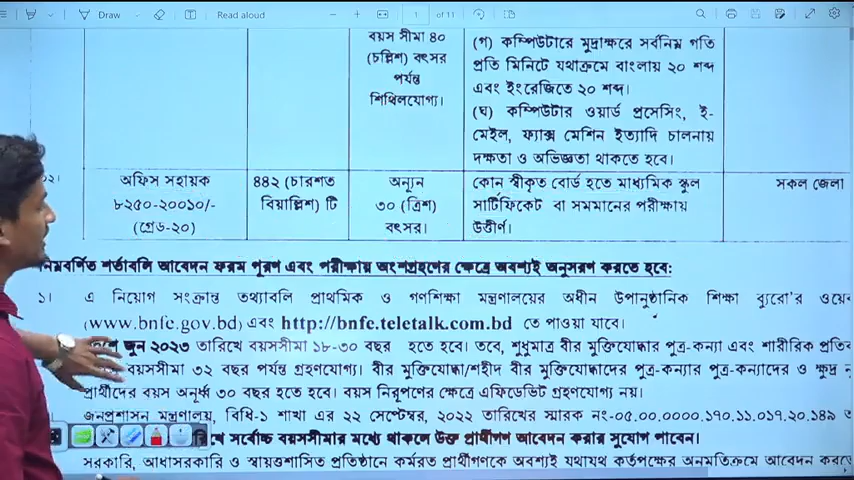 Draw
Read aloud
1 of 11
বয়স সীমা ৪০
(চল্লিশ) বৎসর
পর্যন্ত
শিথিলযোগ্য।
(গ) কম্পিউটারে মুদ্রাক্ষরে সর্বনিম্ন গতি
প্রতি মিনিটে যথাক্রমে বাংলায় ২০ শব্দ
এবং ইংরেজিতে ২০ শব্দ।
(ঘ) কম্পিউটার ওয়ার্ড প্রসেসিং, ই-
মেইল, ফ্যাক্স মেশিন ইত্যাদি চালনায়
দক্ষতা ও অভিজ্ঞতা থাকতে হবে।
০২।
অফিস সহায়ক
৮২৫০-২০০১০/-
(গ্রেড-২০)
৪৪২ (চারশত
বিয়াল্লিশ) টি
অন্যূন
৩০ (ত্রিশ)
বৎসর।
কোন স্বীকৃত বোর্ড হতে মাধ্যমিক স্কুল
সার্টিফিকেট বা সমমানের পরীক্ষায়
উত্তীর্ণ।
সকল জেলা
শর্তাবলি আবেদন ফরম পূরণ এবং পরীক্ষায় অংশগ্রহণের ক্ষেত্রে অবশ্যই অনুসরণ করতে হবে:
১। এ নিয়োগ সংক্রান্ত তথ্যাবলি প্রাথমিক ও গণশিক্ষা মন্ত্রণালয়ের অধীন উপানুষ্ঠানিক শিক্ষা ব্যুরো'র
(www.bnfe.gov.bd) এবং http://bnfe.teletalk.com.bd তে পাওয়া যাবে।
জুন ২০২৩ তারিখে বয়সসীমা ১৮-৩০ বছর হতে হবে। তবে, শুধুমাত্র বীর মুক্তিযোদ্ধার পুত্র-কন্যা এবং শারীরিক
বয়সসীমা ৩২ বছর পর্যন্ত গ্রহণযোগ্য। বীর মুক্তিযোদ্ধা/শহীদ বীর মুক্তিযোদ্ধাদের পুত্র-কন্যার পুত্র-কন্যাদের ও ক্ষুদ্র
প্রার্থীদের বয়স অনূর্ধ্ব ৩০ বছর হতে হবে। বয়স নিরূপণের ক্ষেত্রে এফিডেভিট গ্রহণযোগ্য নয়।
জনপ্রশাসন মন্ত্রণালয়, বিধি-১ শাখা এর ২২ সেপ্টেম্বর, ২০২২ তারিখের স্মারক নং-০৫.০০.০০০০.১৭০.১১.০১৭.২০.১৪৯
সর্বোচ্চ বয়সসীমার মধ্যে থাকলে উক্ত প্রার্থীগণ আবেদন করার সুযোগ পাবেন।
সরকারি, আধাসরকারি ও স্বায়ত্তশাসিত প্রতিষ্ঠানে কর্মরত প্রার্থীগণকে অবশ্যই যথাযথ কর্তৃপক্ষের অনুমতিক্রমে আবেদন